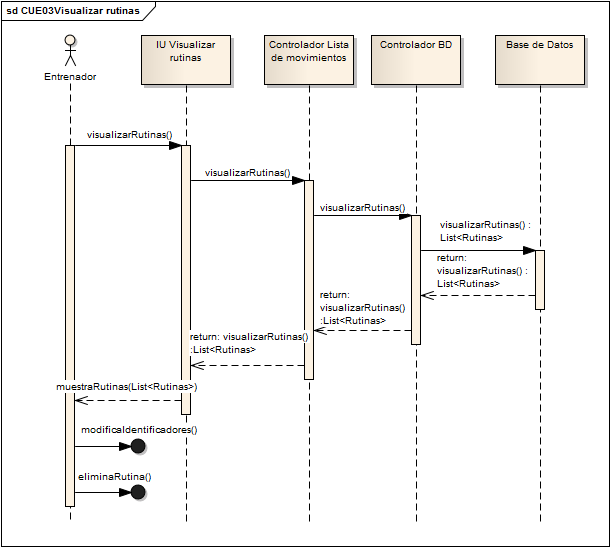 sd CUE03Visualizar rutinas
Entrenador
IU Visualizar
rutinas
Controlador Lista
de movimientos
Controlador BD
Base de Datos
visualizarRutinas()
visualizarRutinas()
visualizarRutinas()
visualizarRutinas() :
List<Rutinas>
return:
visualizarRutinas() :
List<Rutinas>
return:
visualizarRutinas()
:List<Rutinas>
return: visualizarRutinas()
:List<Rutinas>
muestraRutinas(List<Rutinas>)
modificaIdentificadores()
eliminaRutina()